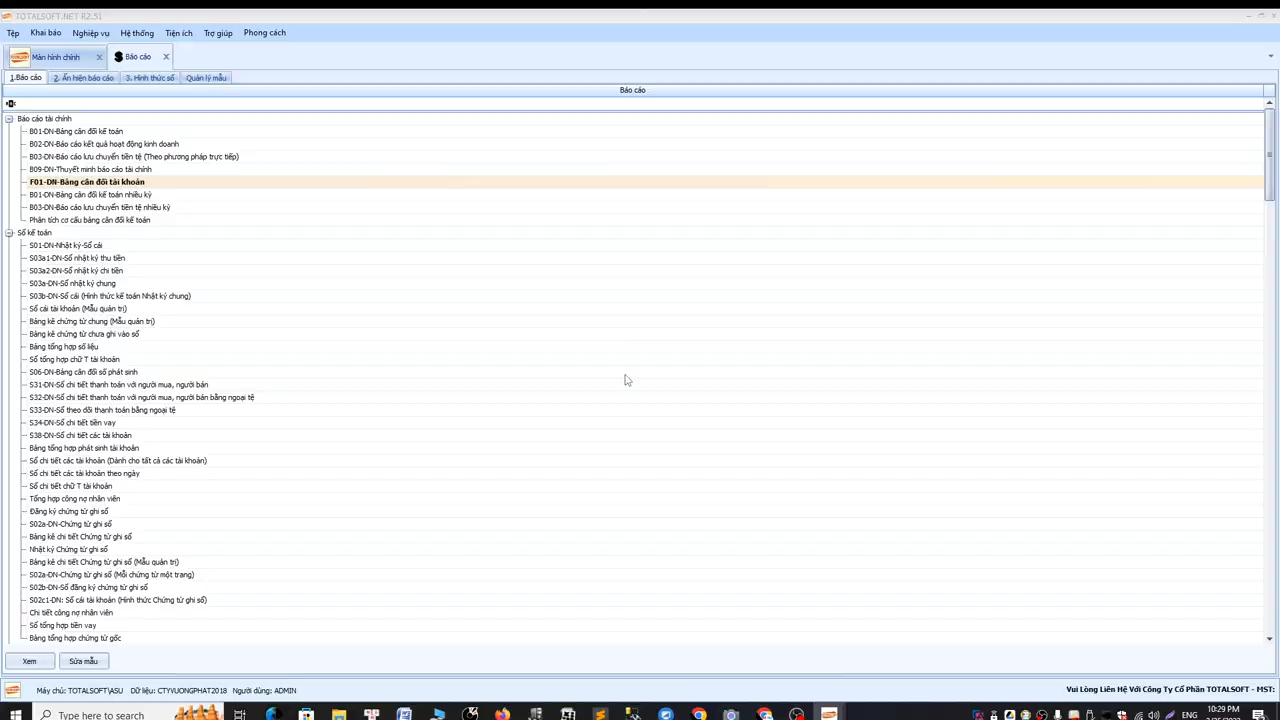 TOTALSOFT.NET R2.51
Tệp Khai báo Nghiệp vụ Hệ thống Tiện ích Trợ giúp Phong cách
Màn hình chính Báo cáo
1.Báo cáo 2. Ẩn hiện báo cáo 3. Hình thức sổ Quản lý mẫu
Báo cáo
Báo cáo tài chính
B01-DN-Bảng cân đối kế toán
B02-DN-Báo cáo kết quả hoạt động kinh doanh
B03-DN-Báo cáo lưu chuyển tiền tệ (Theo phương pháp trực tiếp)
B09-DN-Thuyết minh báo cáo tài chính
F01-DN-Bảng cân đối tài khoản
B01-DN-Bảng cân đối kế toán nhiều kỳ
B03-DN-Báo cáo lưu chuyển tiền tệ nhiều kỳ
Phân tích cơ cấu bảng cân đối kế toán
Sổ kế toán
S01-DN-Nhật ký-Sổ cái
S03a1-DN-Sổ nhật ký thu tiền
S03a2-DN-Sổ nhật ký chi tiền
S03a-DN-Sổ nhật ký chung
S03b-DN-Sổ cái (Hình thức kế toán Nhật ký chung)
Sổ cái tài khoản (Mẫu quản trị)
Bảng kê chứng từ chung (Mẫu quản trị)
Bảng kê chứng từ chưa ghi vào sổ
Bảng tổng hợp số liệu
Sổ tổng hợp chữ T tài khoản
S06-DN-Bảng cân đối số phát sinh
S31-DN-Sổ chi tiết thanh toán với người mua, người bán
S32-DN-Sổ chi tiết thanh toán với người mua, người bán bằng ngoại tệ
S33-DN-Sổ theo dõi thanh toán bằng ngoại tệ
S34-DN-Sổ chi tiết tiền vay
S38-DN-Sổ chi tiết các tài khoản
Bảng tổng hợp phát sinh tài khoản
Sổ chi tiết các tài khoản (Dành cho tất cả các tài khoản)
Sổ chi tiết các tài khoản theo ngày
Sổ chi tiết chữ T tài khoản
Tổng hợp công nợ nhân viên
Đăng ký chứng từ ghi sổ
S02a-DN-Chứng từ ghi sổ
Bảng kê chi tiết Chứng từ ghi sổ
Nhật ký Chứng từ ghi sổ
Bảng kê chi tiết Chứng từ ghi sổ (Mẫu quản trị)
S02a-DN-Chứng từ ghi sổ (Mỗi chứng từ một trang)
S02b-DN-Sổ đăng ký chứng từ ghi sổ
S02c1-DN: Sổ cái tài khoản (Hình thức Chứng từ ghi sổ)
Chi tiết công nợ nhân viên
Sổ tổng hợp tiền vay
Bảng tổng hợp chứng từ gốc
Xem Sửa mẫu
Máy chủ: TOTALSOFT\ASU Dữ liệu: CTYVUONGPHAT2018 Người dùng: ADMIN Vui Lòng Liên Hệ Với Công Ty Cổ Phần TOTALSOFT - MST:
Type here to search 10:29 PM